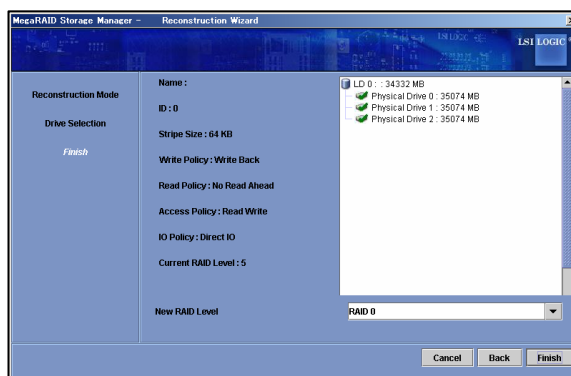 MegaRAID Storage Manager - Reconstruction Wizard
LSI LOGIC
Reconstruction Mode
Drive Selection
Finish
Name :
ID : 0
Stripe Size : 64 KB
Write Policy : Write Back
Read Policy : No Read Ahead
Access Policy : Read Write
IO Policy : Direct IO
Current RAID Level : 5
New RAID Level
LD 0 : : 34332 MB
Physical Drive 0 : 35074 MB
Physical Drive 1 : 35074 MB
Physical Drive 2 : 35074 MB
RAID 0
Cancel Back Finish